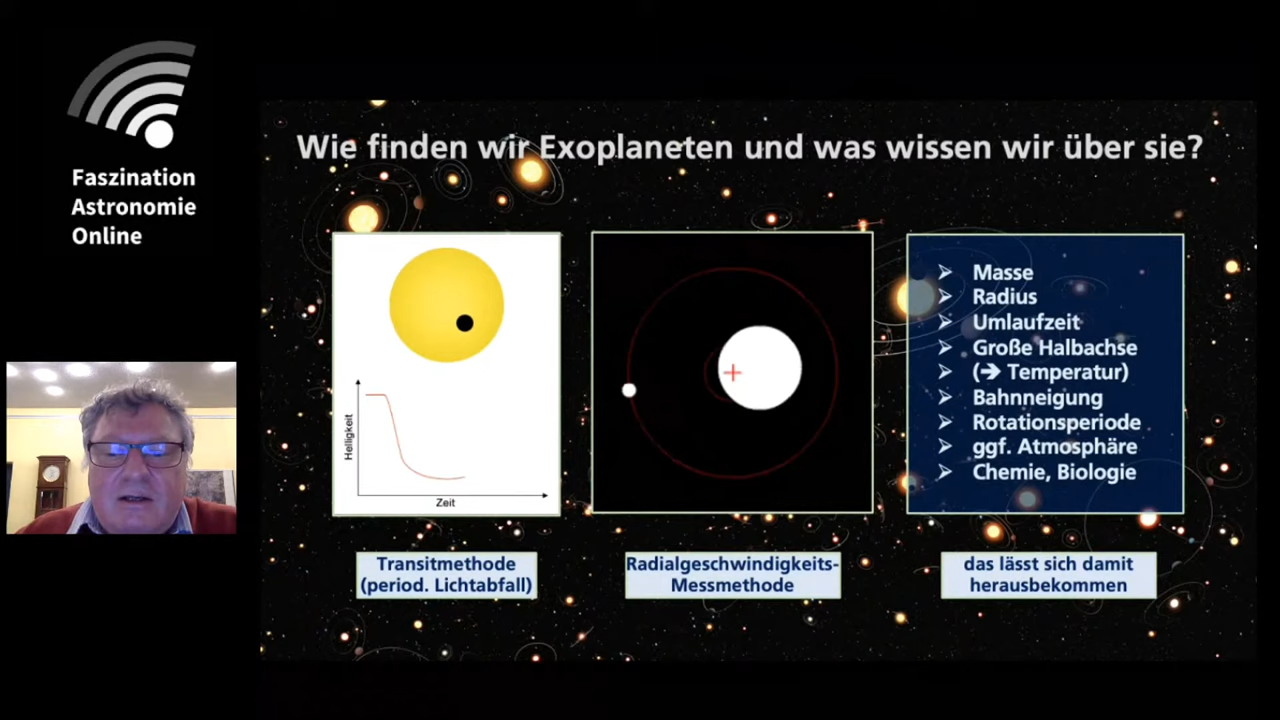 Faszination
Astronomie
Online
Wie finden wir Exoplaneten und was wissen wir über sie?
Helligkeit
Zeit
Transitmethode
(period. Lichtabfall)
Radialgeschwindigkeits-
Messmethode
➢ Masse
➢ Radius
➢ Umlaufzeit
➢ Große Halbachse
➢ (➔ Temperatur)
➢ Bahnneigung
➢ Rotationsperiode
➢ ggf. Atmosphäre
➢ Chemie, Biologie
das lässt sich damit
herausbekommen